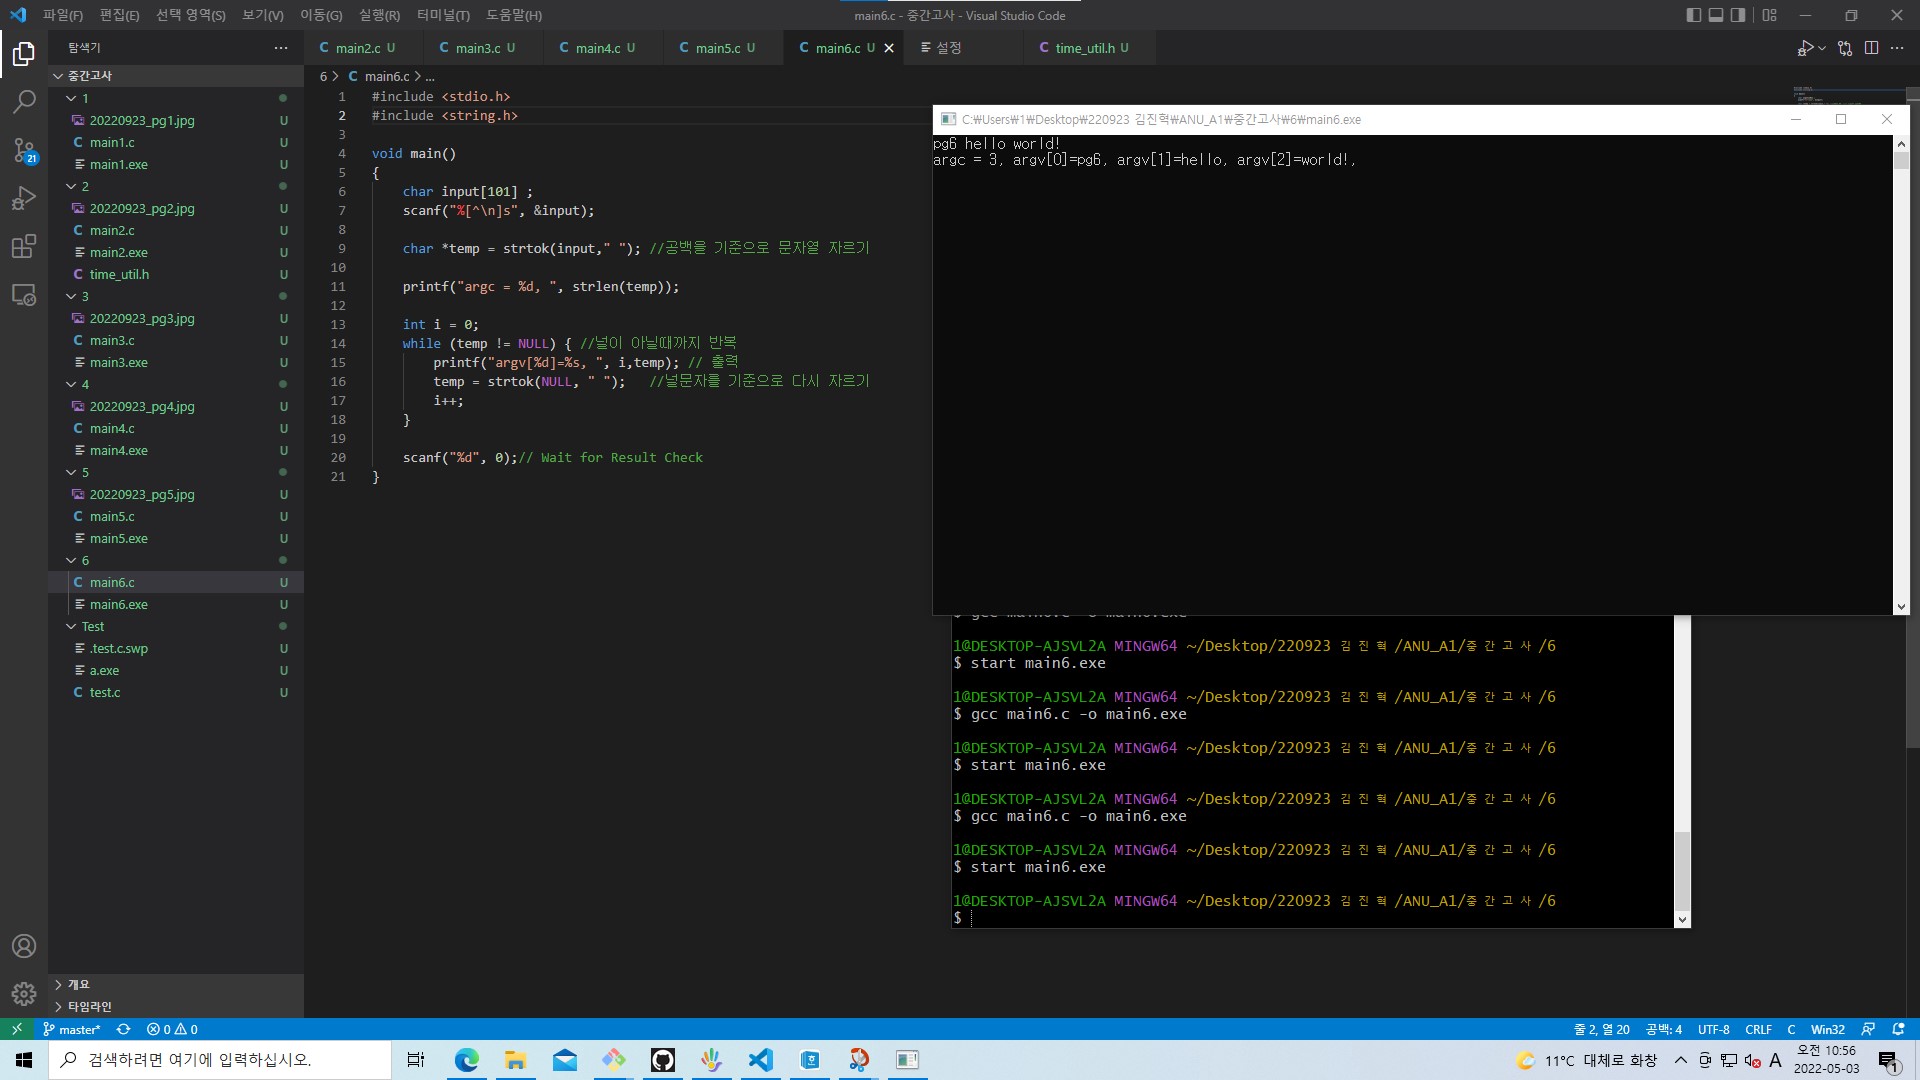 파일(F) 편집(E) 선택 영역(S) 보기(V) 이동(G) 실행(R) 터미널(T) 도움말(H)
main6.c - 중간고사 - Visual Studio Code
탐색기
중간고사
1
20220923_pg1.jpg U
main1.c U
main1.exe U
2
20220923_pg2.jpg U
main2.c U
main2.exe U
time_util.h U
3
20220923_pg3.jpg U
main3.c U
main3.exe U
4
20220923_pg4.jpg U
main4.c U
main4.exe U
5
20220923_pg5.jpg U
main5.c U
main5.exe U
6
main6.c U
main6.exe U
Test
.test.c.swp U
a.exe U
test.c U
개요
타임라인
21
main2.c U main3.c U main4.c U main5.c U main6.c U 설정 time_util.h U
6 > main6.c > ...
1 #include <stdio.h>
2 #include <string.h>
3
4 void main()
5 {
6 char input[101] ;
7 scanf("%[^\n]s", &input);
8
9 char *temp = strtok(input," "); //공백을 기준으로 문자열 자르기
10
11 printf("argc = %d, ", strlen(temp));
12
13 int i = 0;
14 while (temp != NULL) { //널이 아닐때까지 반복
15 printf("argv[%d]=%s, ", i,temp); // 출력
16 temp = strtok(NULL, " "); //널문자를 기준으로 다시 자르기
17 i++;
18 }
19
20 scanf("%d", 0);// Wait for Result Check
21 }
C:₩Users₩1₩Desktop₩220923 김진혁₩ANU_A1₩중간고사₩6₩main6.exe
pg6 hello world!
argc = 3, argv[0]=pg6, argv[1]=hello, argv[2]=world!,
$ gcc main6.c -o main6.exe
1@DESKTOP-AJSVL2A MINGW64 ~/Desktop/220923 김진혁/ANU_A1/중간고사/6
$ start main6.exe
1@DESKTOP-AJSVL2A MINGW64 ~/Desktop/220923 김진혁/ANU_A1/중간고사/6
$ gcc main6.c -o main6.exe
1@DESKTOP-AJSVL2A MINGW64 ~/Desktop/220923 김진혁/ANU_A1/중간고사/6
$ start main6.exe
1@DESKTOP-AJSVL2A MINGW64 ~/Desktop/220923 김진혁/ANU_A1/중간고사/6
$ gcc main6.c -o main6.exe
1@DESKTOP-AJSVL2A MINGW64 ~/Desktop/220923 김진혁/ANU_A1/중간고사/6
$ start main6.exe
1@DESKTOP-AJSVL2A MINGW64 ~/Desktop/220923 김진혁/ANU_A1/중간고사/6
$
master* 0 0 줄 2, 열 20 공백: 4 UTF-8 CRLF C Win32
검색하려면 여기에 입력하십시오.
11°C 대체로 화창 A 오전 10:56
2022-05-03
1